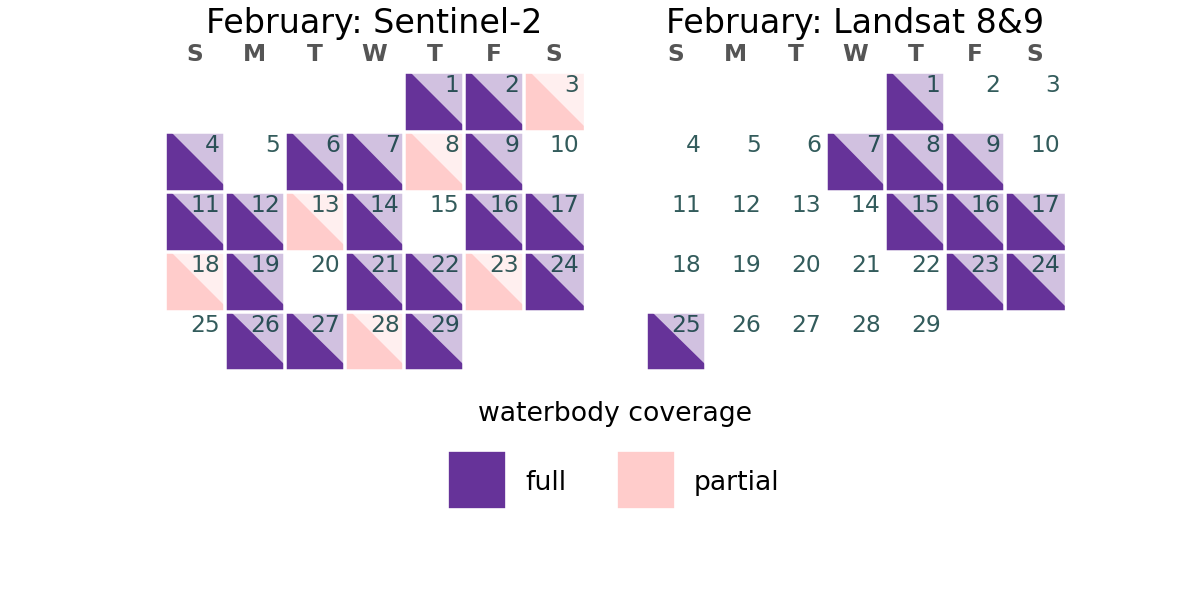 February: Sentinel-2
S M T W T F S
1 2 3
4 5 6 7 8 9 10
11 12 13 14 15 16 17
18 19 20 21 22 23 24
25 26 27 28 29
February: Landsat 8&9
S M T W T F S
1 2 3
4 5 6 7 8 9 10
11 12 13 14 15 16 17
18 19 20 21 22 23 24
25 26 27 28 29
waterbody coverage
full partial